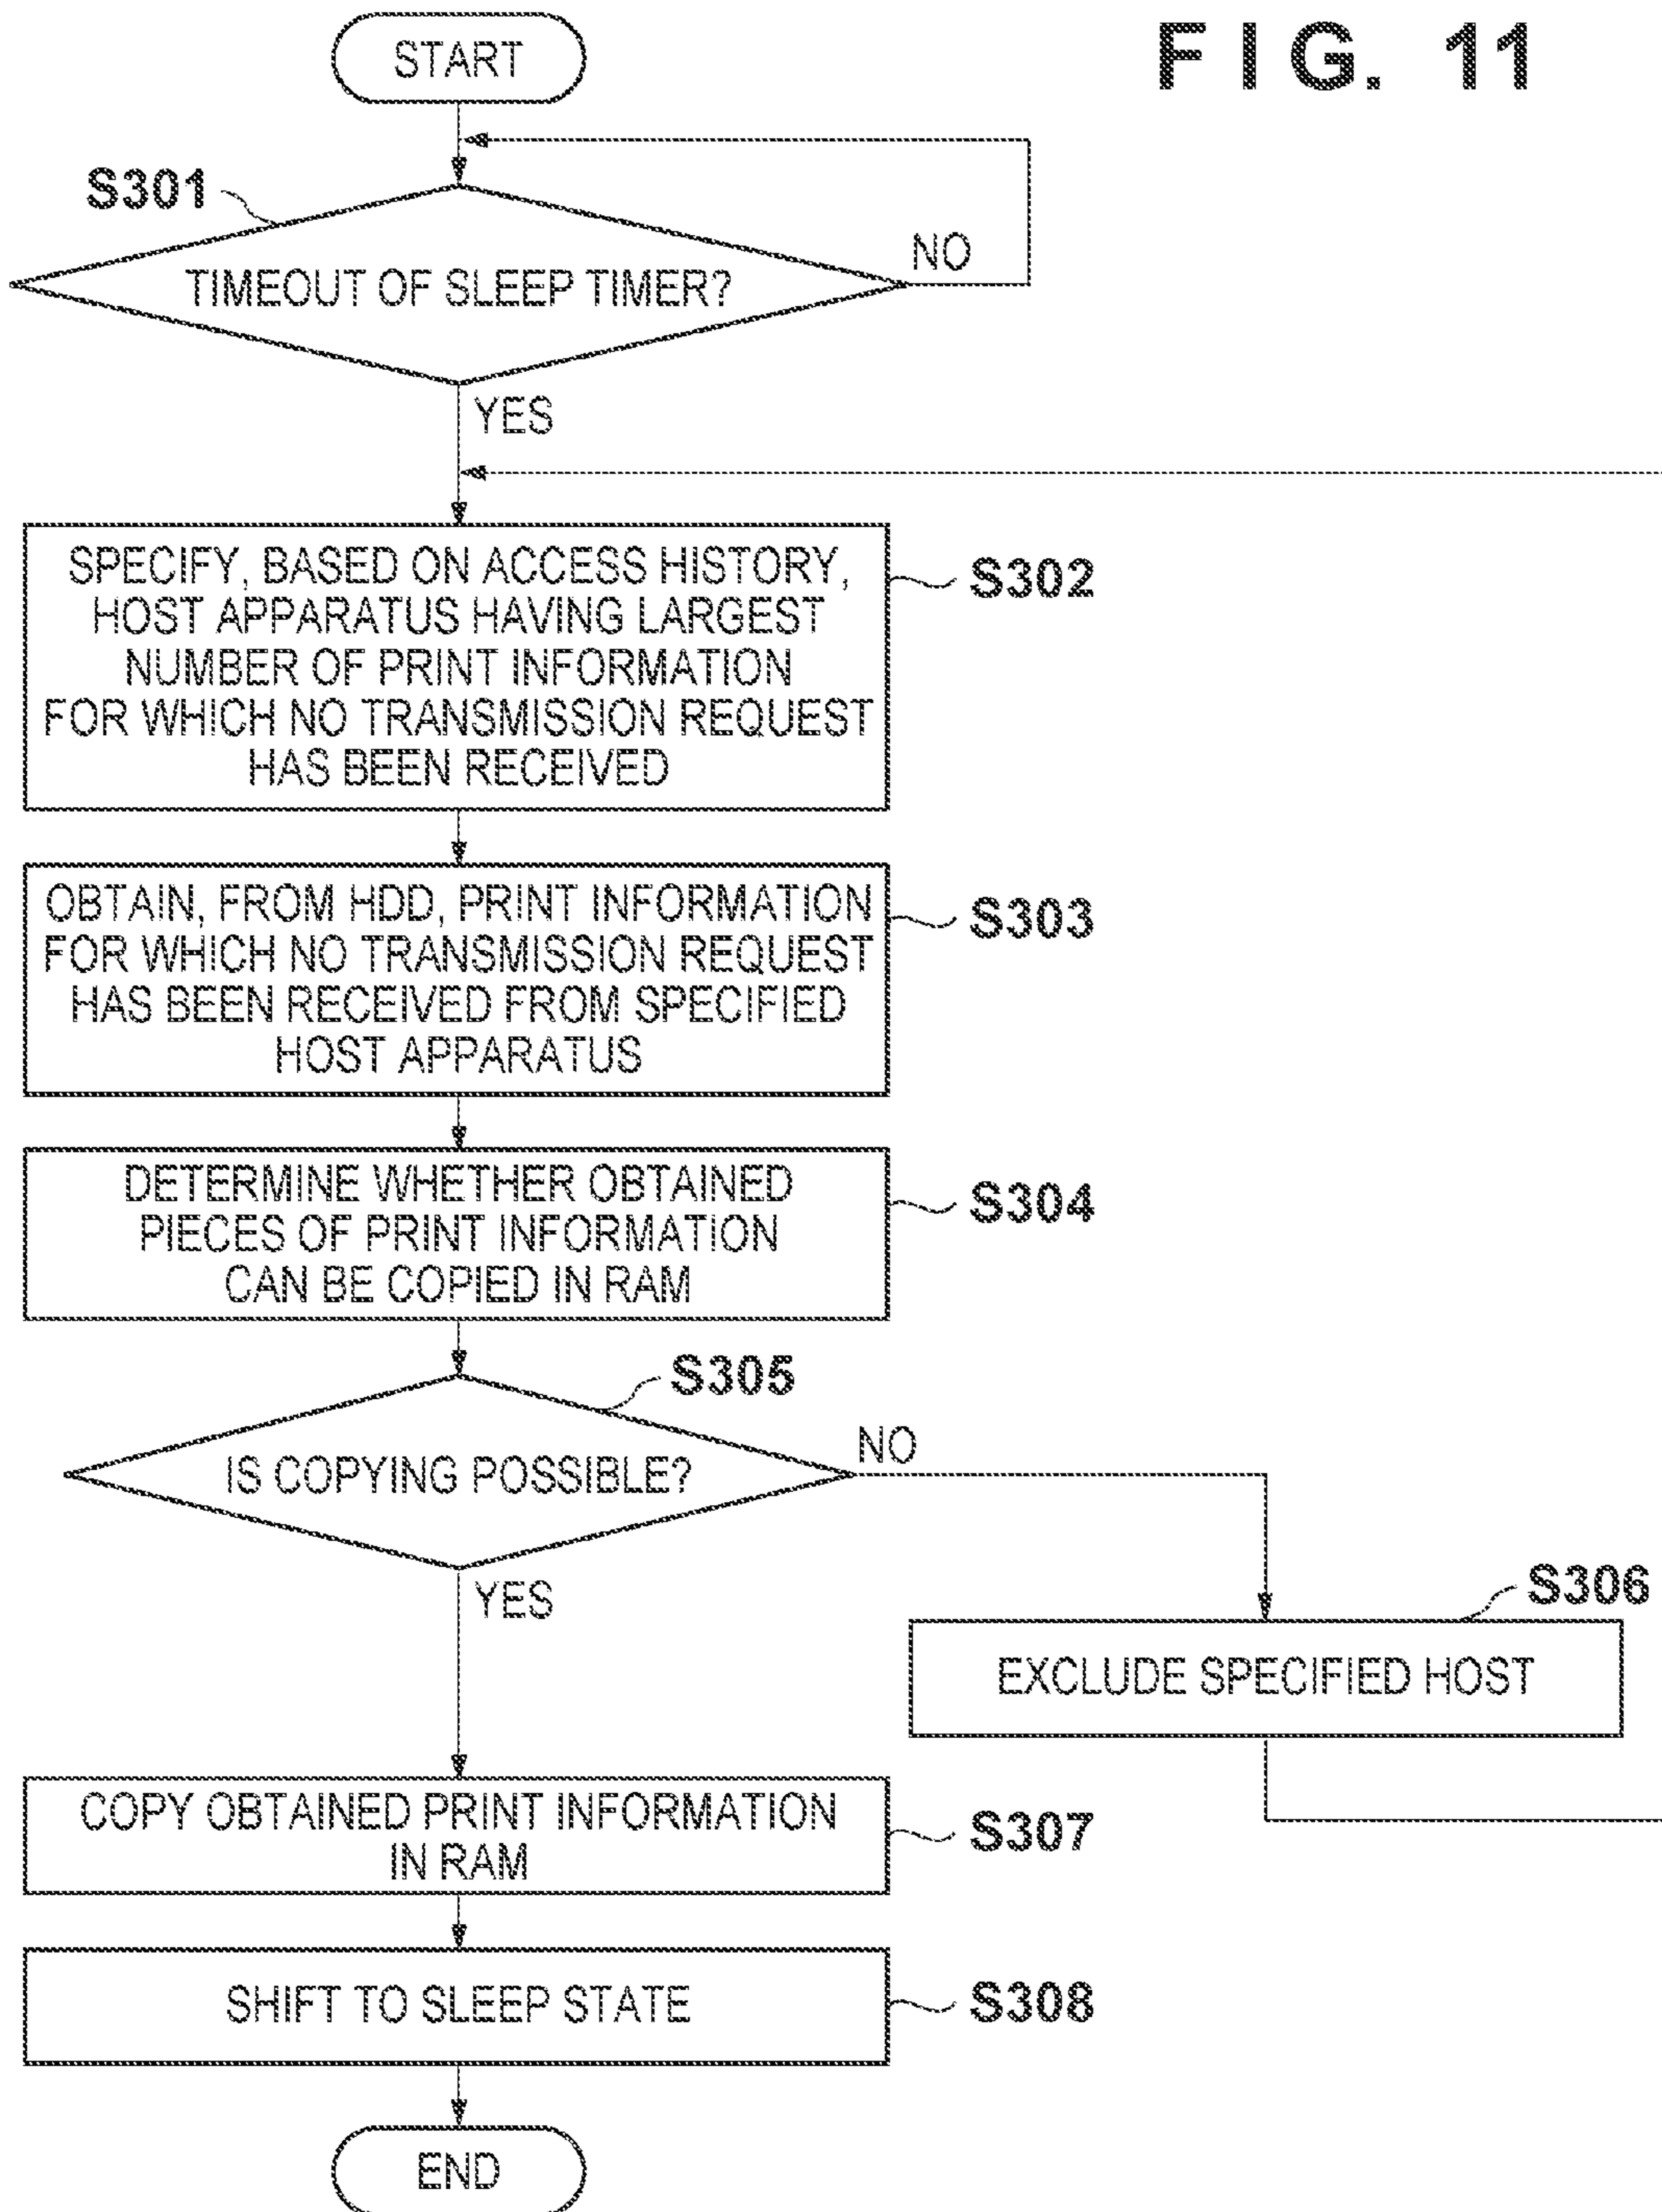 FIG. 11
START
S301
TIMEOUT OF SLEEP TIMER?
NO
YES
SPECIFY, BASED ON ACCESS HISTORY,
HOST APPARATUS HAVING LARGEST
NUMBER OF PRINT INFORMATION
FOR WHICH NO TRANSMISSION REQUEST
HAS BEEN RECEIVED
S302
OBTAIN, FROM HDD, PRINT INFORMATION
FOR WHICH NO TRANSMISSION REQUEST
HAS BEEN RECEIVED FROM SPECIFIED
HOST APPARATUS
S303
DETERMINE WHETHER OBTAINED
PIECES OF PRINT INFORMATION
CAN BE COPIED IN RAM
S304
S305
IS COPYING POSSIBLE?
NO
YES
S306
EXCLUDE SPECIFIED HOST
COPY OBTAINED PRINT INFORMATION
IN RAM
S307
SHIFT TO SLEEP STATE
S308
END